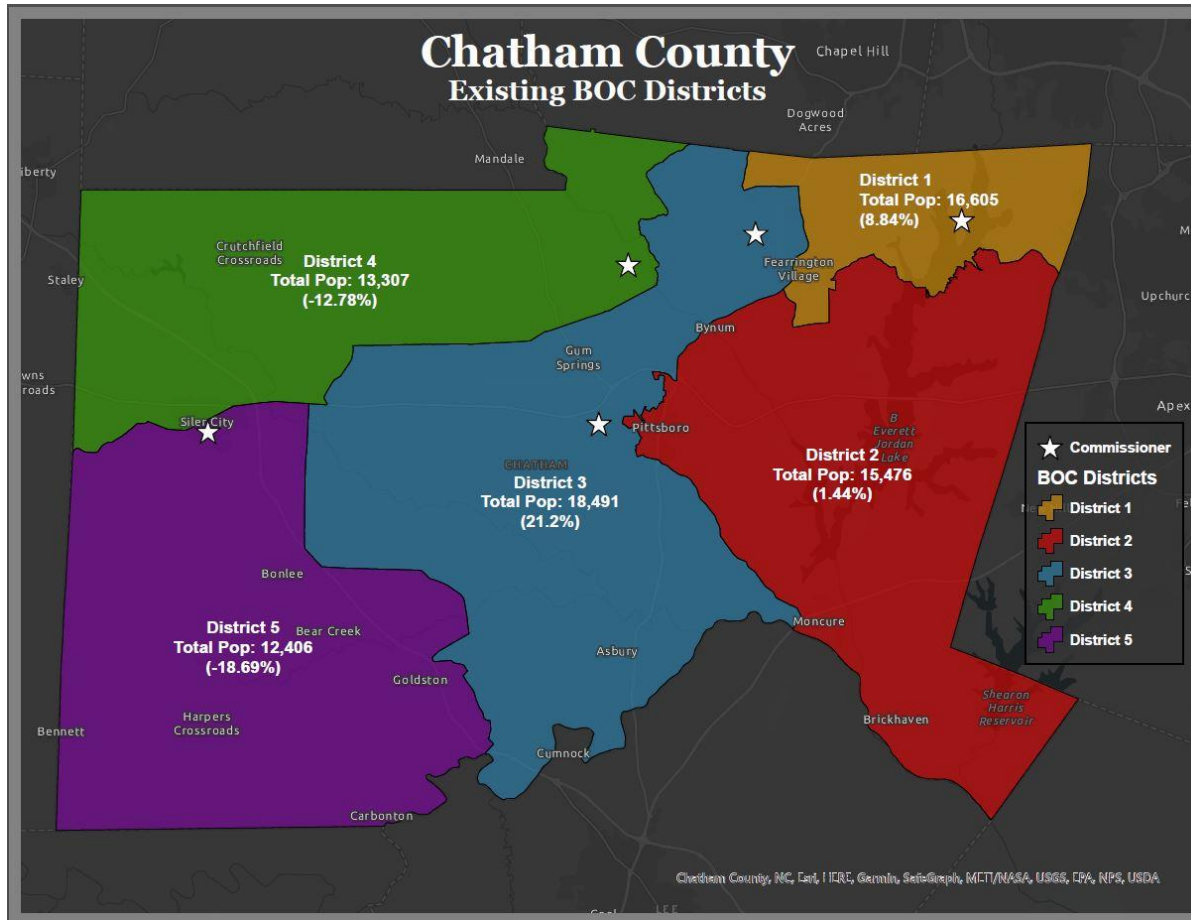 Chatham County
Existing BOC Districts
Chapel Hill
Dogwood
Acres
Mandale
iberty
District 1
Total Pop: 16,605
(8.84%)
Crutchfield
Crossroads
District 4
Total Pop: 13,307
(-12.78%)
Staley
Fearrington
Village
Upchurc
Bynum
Gum
Springs
wns
roads
Apex
Siler City
Pittsboro
B
Everett
Jordan
Lake
CHATHAM
District 3
Total Pop: 18,491
(21.2%)
District 2
Total Pop: 15,476
(1.44%)
Commissioner
BOC Districts
District 1
District 2
District 3
District 4
District 5
Bonlee
District 5
Total Pop: 12,406
(-18.69%)
Bear Creek
Moncure
Asbury
Goldston
Harpers
Crossroads
Bennett
Shearon
Harris
Reservoir
Brickhaven
Cumnock
Carbonton
Chatham County, NC, Esri, HERE, Garmin, SafeGraph, METI/NASA, USGS, EPA, NPS, USDA
LEE